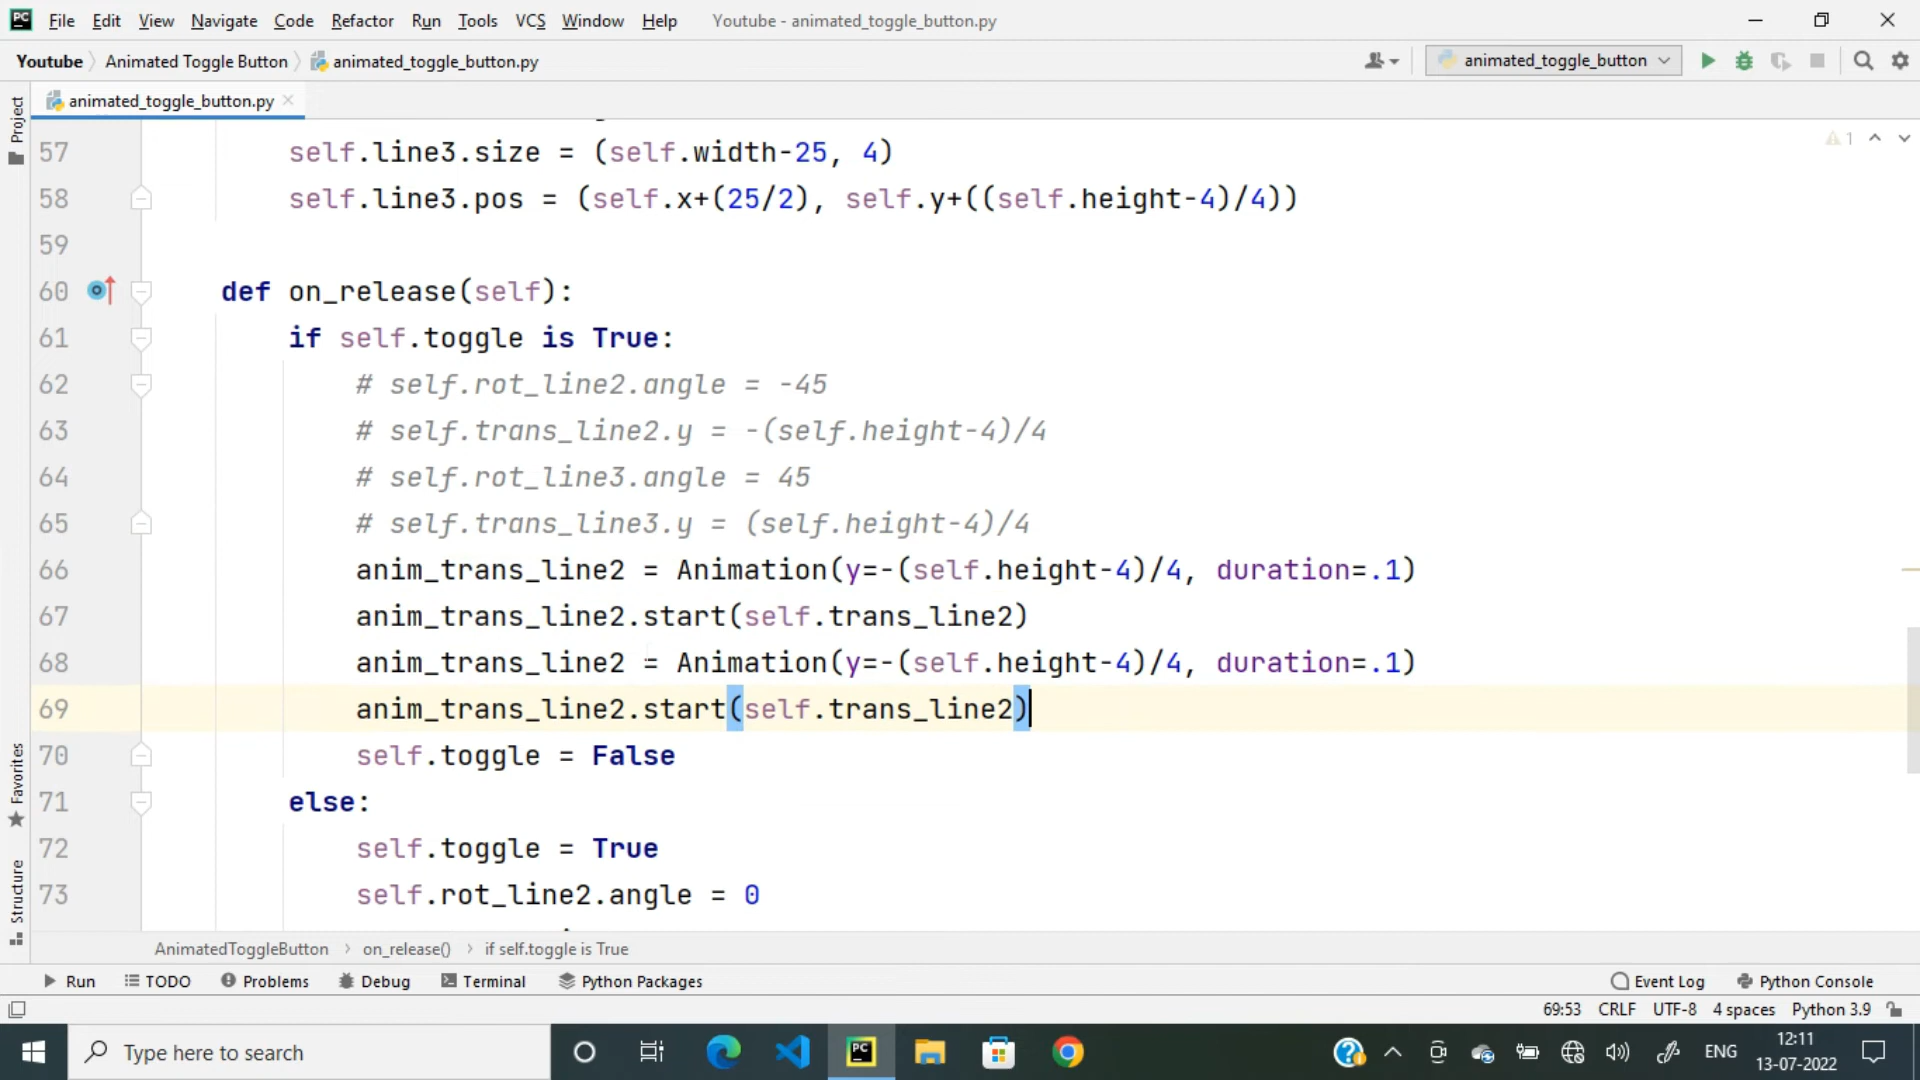 PC File Edit View Navigate Code Refactor Run Tools VCS Window Help Youtube - animated_toggle_button.py
Youtube Animated Toggle Button animated_toggle_button.py animated_toggle_button
Project
animated_toggle_button.py
1
57 self.line3.size = (self.width-25, 4)
58 self.line3.pos = (self.x+(25/2), self.y+((self.height-4)/4))
59
60 def on_release(self):
61 if self.toggle is True:
62 # self.rot_line2.angle = -45
63 # self.trans_line2.y = -(self.height-4)/4
64 # self.rot_line3.angle = 45
65 # self.trans_line3.y = (self.height-4)/4
66 anim_trans_line2 = Animation(y=-(self.height-4)/4, duration=.1)
67 anim_trans_line2.start(self.trans_line2)
68 anim_trans_line2 = Animation(y=-(self.height-4)/4, duration=.1)
69 anim_trans_line2.start(self.trans_line2)
70 self.toggle = False
71 else:
72 self.toggle = True
73 self.rot_line2.angle = 0
Favorites
Structure
AnimatedToggleButton on_release() if self.toggle is True
Run TODO Problems Debug Terminal Python Packages Event Log Python Console
69:53 CRLF UTF-8 4 spaces Python 3.9
Type here to search PC ENG 12:11
13-07-2022